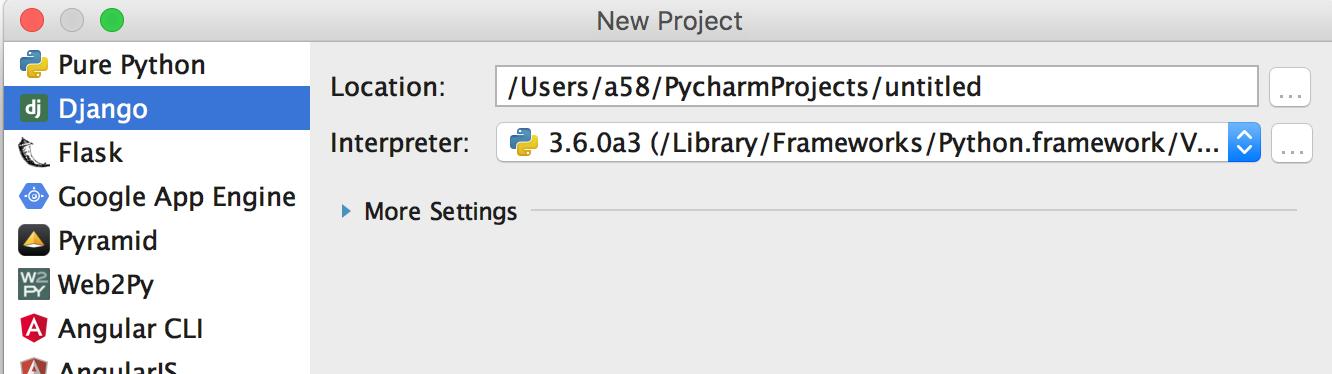 New Project
Pure Python
Django
Flask
Google App Engine
Pyramid
Web2Py
Angular CLI
AngularJS
Location: /Users/a58/PycharmProjects/untitled ...
Interpreter: 3.6.0a3 (/Library/Frameworks/Python.framework/V... ...
More Settings